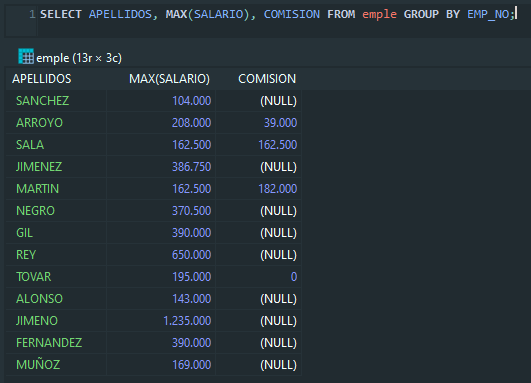 1 SELECT APELLIDOS, MAX(SALARIO), COMISION FROM emple GROUP BY EMP_NO;
emple (13r × 3c)
APELLIDOS MAX(SALARIO) COMISION
SANCHEZ 104.000 (NULL)
ARROYO 208.000 39.000
SALA 162.500 162.500
JIMENEZ 386.750 (NULL)
MARTIN 162.500 182.000
NEGRO 370.500 (NULL)
GIL 390.000 (NULL)
REY 650.000 (NULL)
TOVAR 195.000 0
ALONSO 143.000 (NULL)
JIMENO 1.235.000 (NULL)
FERNANDEZ 390.000 (NULL)
MUÑOZ 169.000 (NULL)